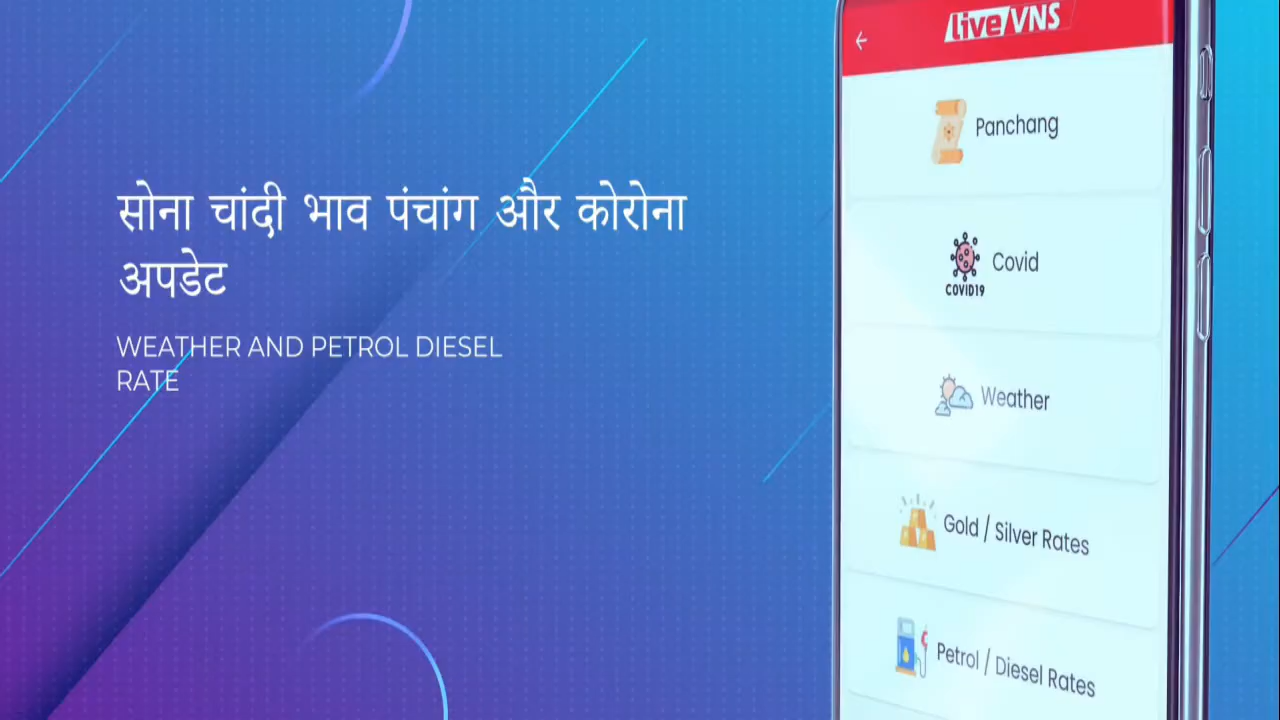 सोना चांदी भाव पंचांग और कोरोना
अपडेट
WEATHER AND PETROL DIESEL
RATE
live VNS
Panchang
COVID19
Covid
Weather
Gold / Silver Rates
Petrol / Diesel Rates